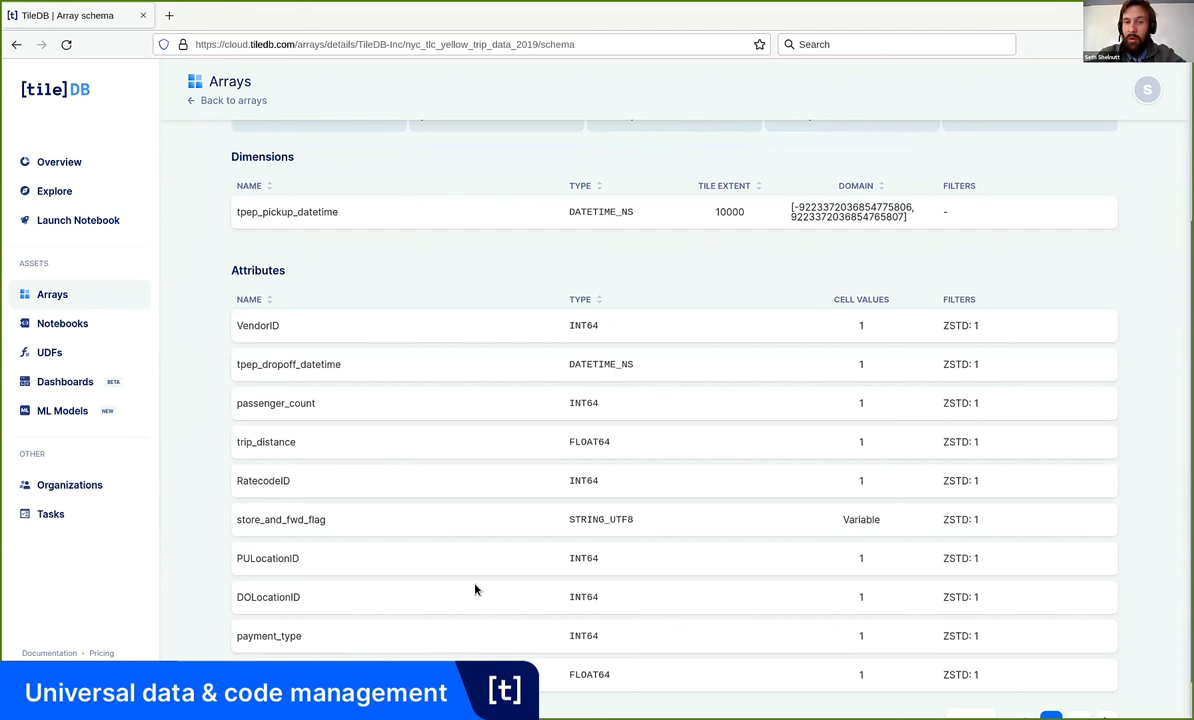 [t] TileDB | Array schema
https://cloud.tiledb.com/arrays/details/TileDB-Inc/nyc_tlc_yellow_trip_data_2019/schema
Search
Seth Shelnutt
[tile]DB
Arrays
Back to arrays
S
Overview
Explore
Launch Notebook
ASSETS
Arrays
Notebooks
UDFs
Dashboards BETA
ML Models NEW
OTHER
Organizations
Tasks
Documentation • Pricing
Dimensions
NAME TYPE TILE EXTENT DOMAIN FILTERS
tpep_pickup_datetime DATETIME_NS 10000 [-9223372036854775806,
9223372036854765807] -
Attributes
NAME TYPE CELL VALUES FILTERS
VendorID INT64 1 ZSTD: 1
tpep_dropoff_datetime DATETIME_NS 1 ZSTD: 1
passenger_count INT64 1 ZSTD: 1
trip_distance FLOAT64 1 ZSTD: 1
RatecodeID INT64 1 ZSTD: 1
store_and_fwd_flag STRING_UTF8 Variable ZSTD: 1
PULocationID INT64 1 ZSTD: 1
DOLocationID INT64 1 ZSTD: 1
payment_type INT64 1 ZSTD: 1
FLOAT64 1 ZSTD: 1
Universal data & code management [t]